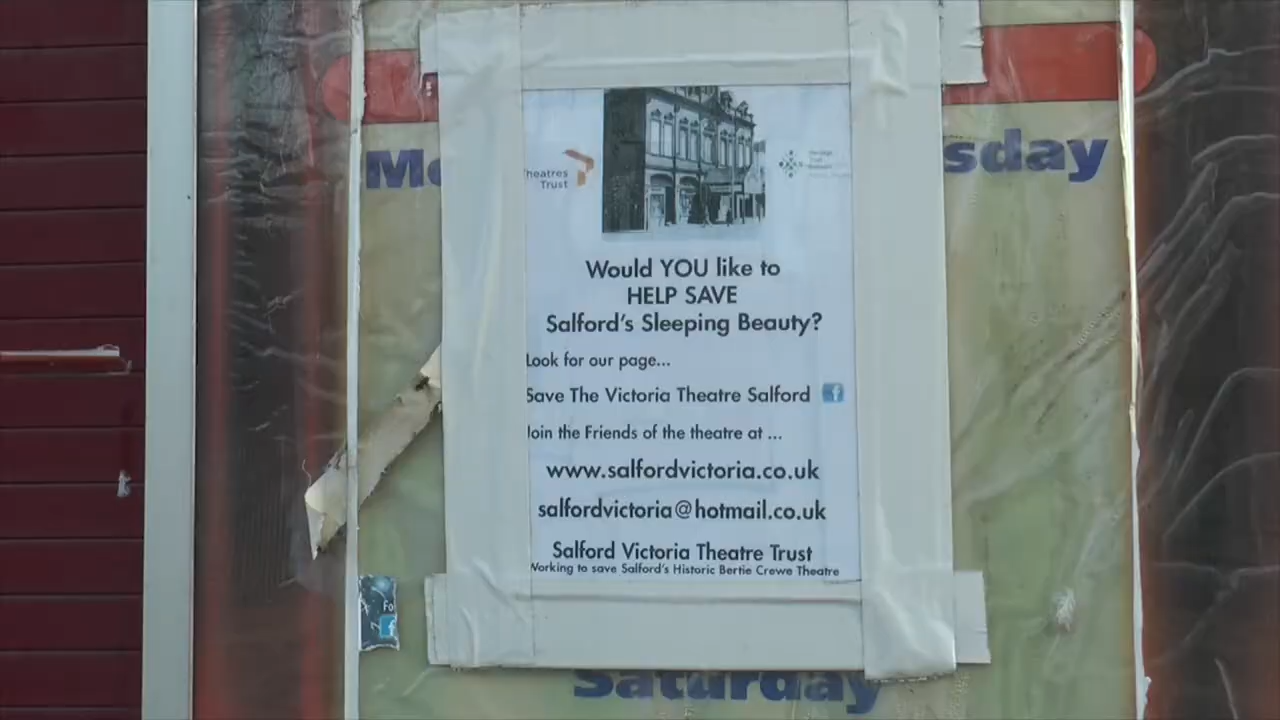 sday
heatres
Trust
Would YOU like to
HELP SAVE
Salford's Sleeping Beauty?
Look for our page...
Save The Victoria Theatre Salford f
Join the Friends of the theatre at ...
www.salfordvictoria.co.uk
salfordvictoria@hotmail.co.uk
Salford Victoria Theatre Trust
Working to save Salford's Historic Bertie Crewe Theatre
Fo
f
Saturday